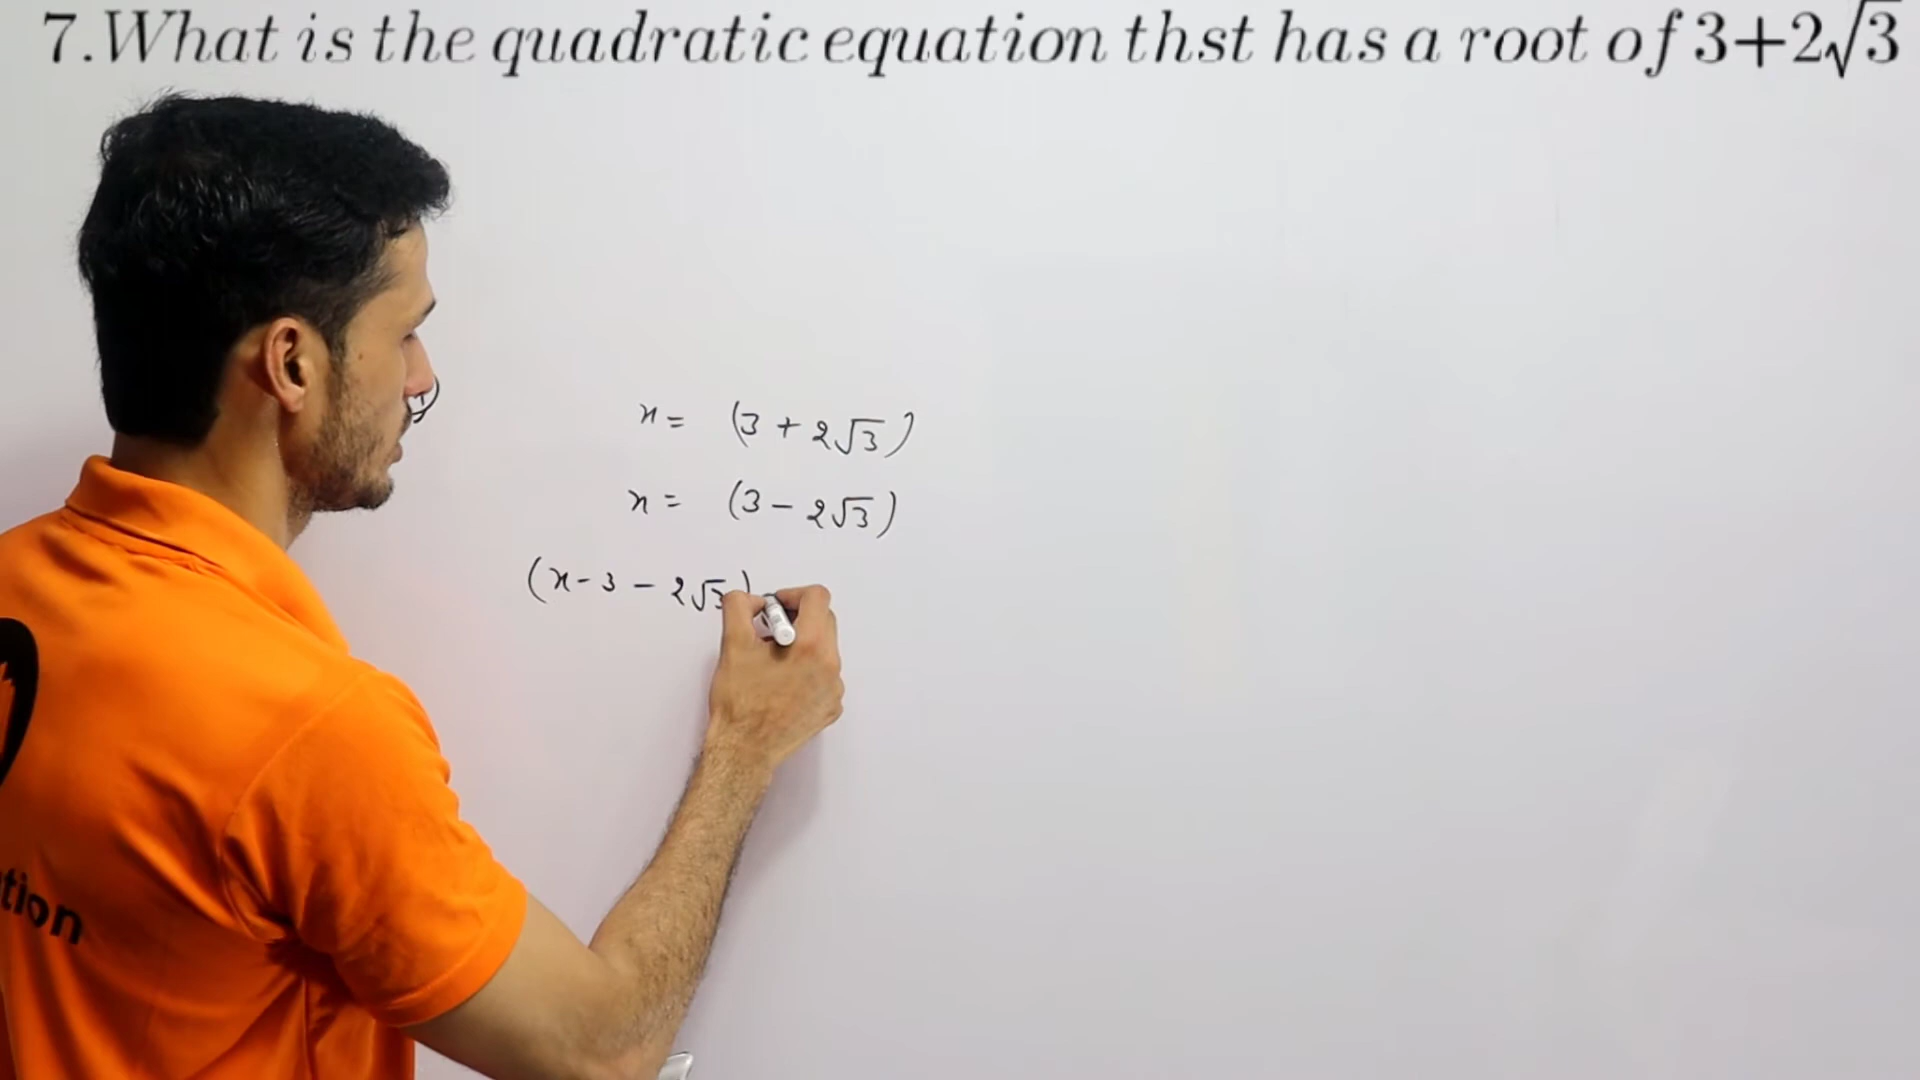 7.What is the quadratic equation thst has a root of 3+2√3
x = (3 + 2√3)
x = (3 - 2√3)
(x - 3 - 2√3)
tion